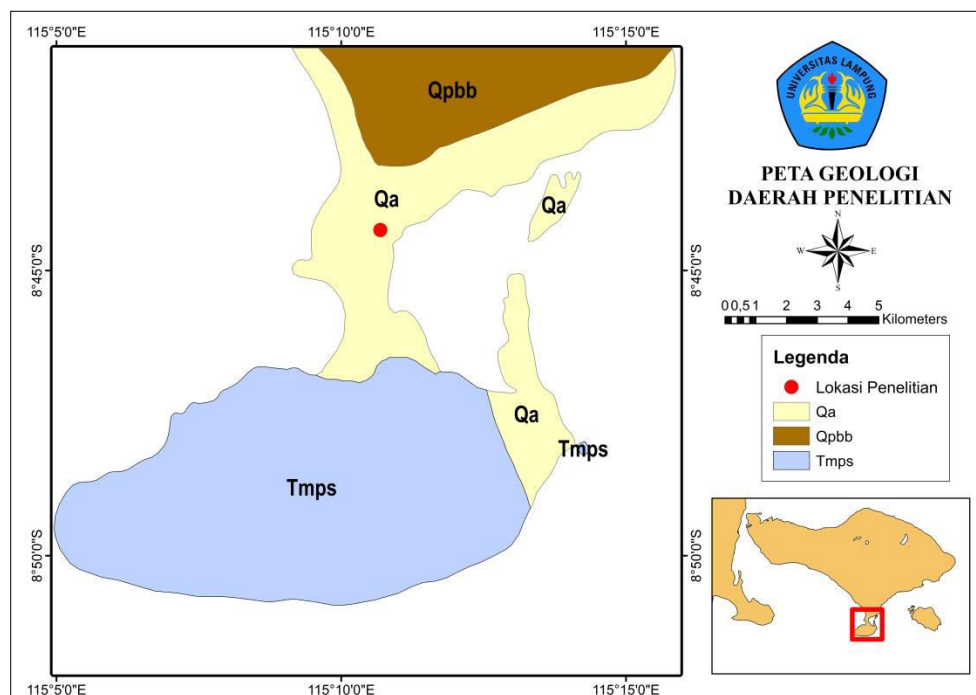 115°5'0"E
115°10'0"E
115°15'0"E
8°45'0"S
8°50'0"S
Qpbb
Qa
Qa
Qa
Tmps
Tmps
8°45'0"S
8°50'0"S
115°5'0"E
115°10'0"E
115°15'0"E
UNIVERSITAS LAMPUNG
PETA GEOLOGI
DAERAH PENELITIAN
N
W E
S
0 0,5 1 2 3 4 5
Kilometers
Legenda
Lokasi Penelitian
Qa
Qpbb
Tmps